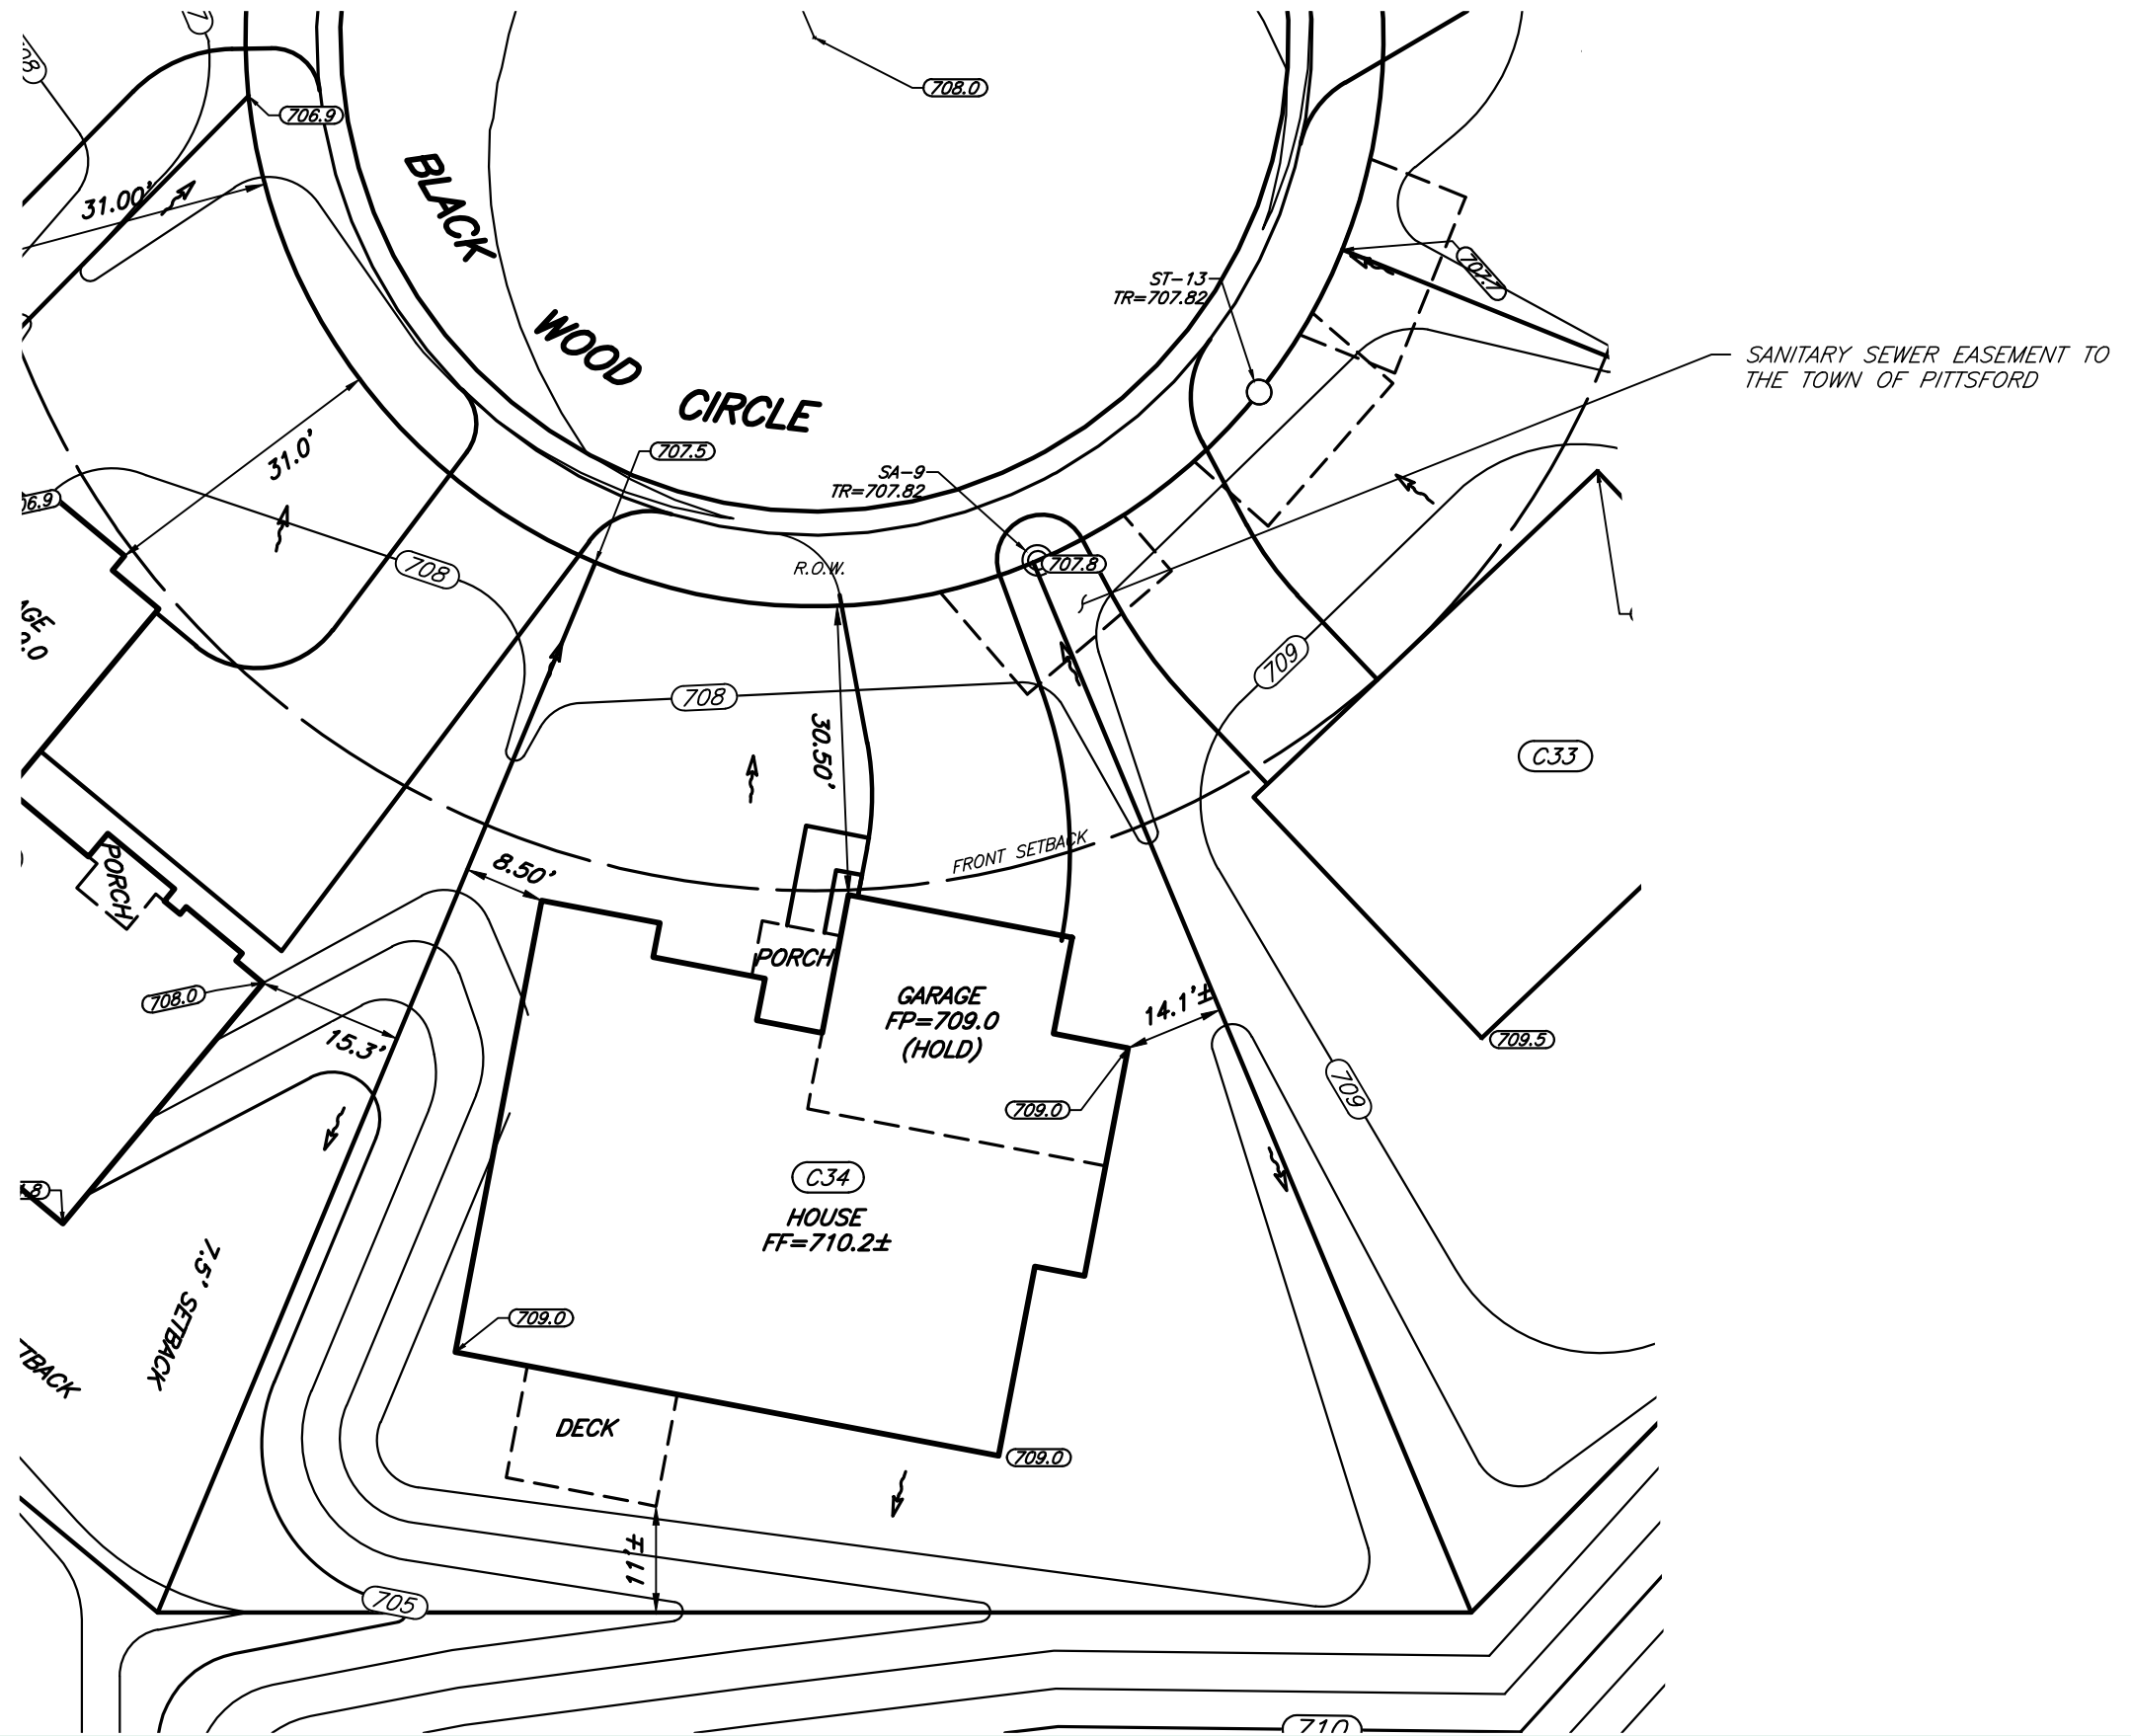 708.0
706.9
31.00'
BLACK
WOOD
CIRCLE
707.1
ST-13
TR=707.82
SANITARY SEWER EASEMENT TO
THE TOWN OF PITTSFORD
31.0'
707.5
SA-9
TR=707.82
708
R.O.W.
707.8
709
708
30.50'
C33
FRONT SETBACK
8.50'
PORCH
PORCH
708.0
15.3'
GARAGE
FP=709.0
(HOLD)
14.1'±
709.5
709.0
709
C34
HOUSE
FF=710.2±
7.5' SETBACK
709.0
DECK
709.0
11'±
705
710